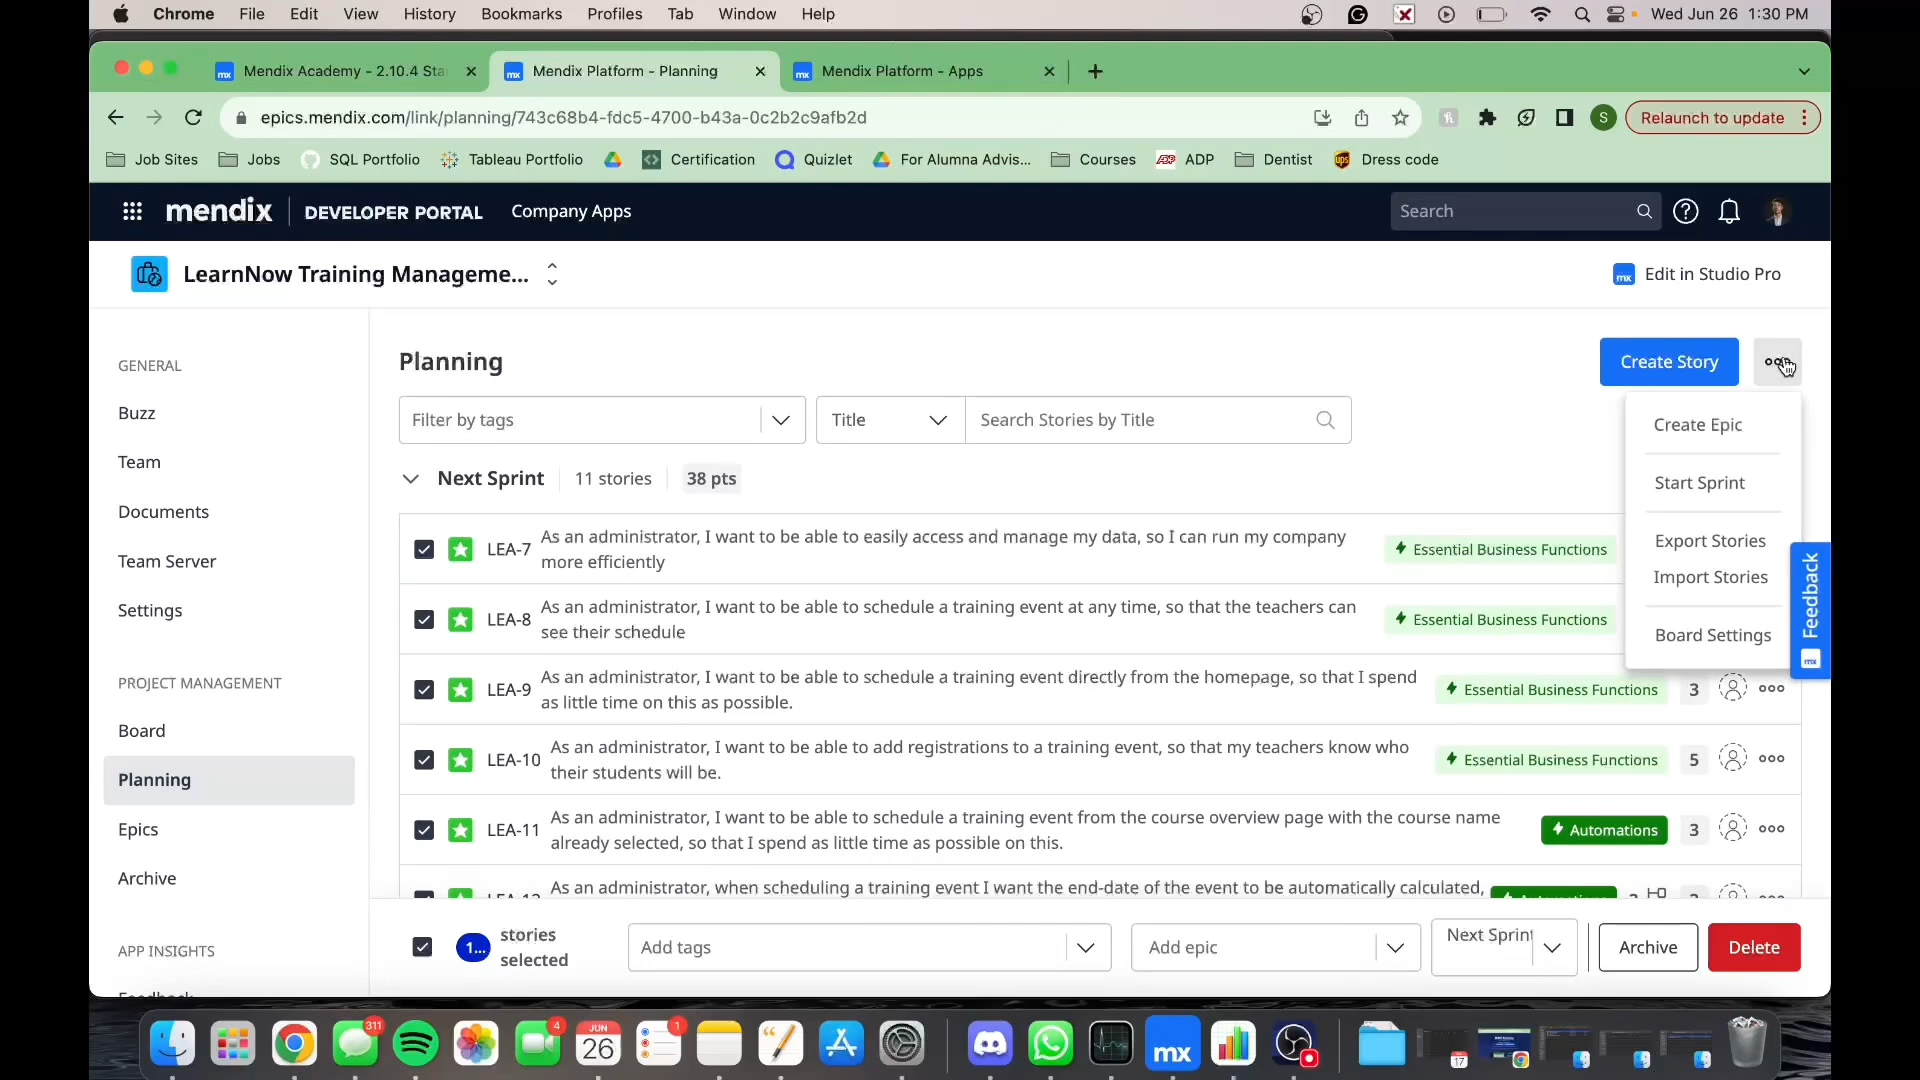 Chrome File Edit View History Bookmarks Profiles Tab Window Help Wed Jun 26 1:30 PM
Mendix Academy - 2.10.4 Sta
Mendix Platform - Planning
Mendix Platform - Apps
epics.mendix.com/link/planning/743c68b4-fdc5-4700-b43a-0c2b2c9afb2d
S
Relaunch to update
Job Sites Jobs SQL Portfolio Tableau Portfolio Certification Quizlet For Alumna Advis... Courses ADP Dentist Dress code
mendix DEVELOPER PORTAL Company Apps
Search
LearnNow Training Manageme...
mx Edit in Studio Pro
GENERAL
Buzz
Team
Documents
Team Server
Settings
PROJECT MANAGEMENT
Board
Planning
Epics
Archive
APP INSIGHTS
Planning
Create Story
Filter by tags
Title
Search Stories by Title
Create Epic
Start Sprint
Export Stories
Import Stories
Board Settings
Feedback
mx
Next Sprint 11 stories 38 pts
LEA-7
As an administrator, I want to be able to easily access and manage my data, so I can run my company
more efficiently
Essential Business Functions
LEA-8
As an administrator, I want to be able to schedule a training event at any time, so that the teachers can
see their schedule
Essential Business Functions
LEA-9
As an administrator, I want to be able to schedule a training event directly from the homepage, so that I spend
as little time on this as possible.
Essential Business Functions
3
LEA-10
As an administrator, I want to be able to add registrations to a training event, so that my teachers know who
their students will be.
Essential Business Functions
5
LEA-11
As an administrator, I want to be able to schedule a training event from the course overview page with the course name
already selected, so that I spend as little time as possible on this.
Automations
3
As an administrator, when scheduling a training event I want the end-date of the event to be automatically calculated,
1... stories
selected
Add tags
Add epic
Next Sprint
Archive
Delete
311
4
JUN
26
1
mx
17